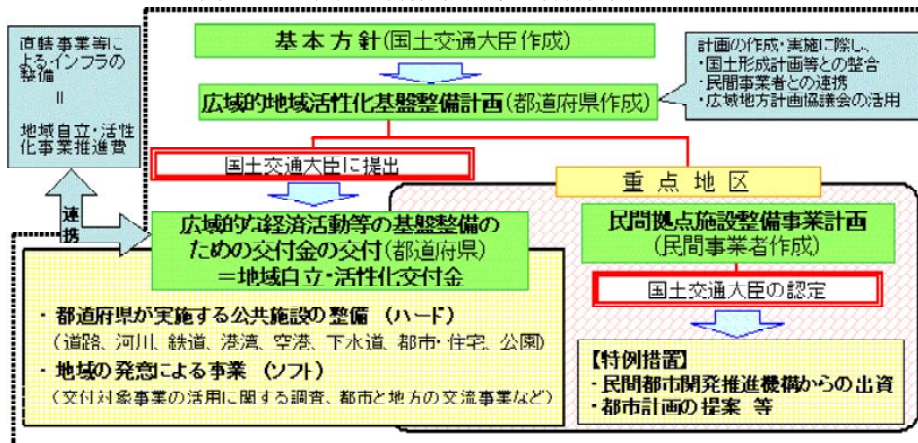 直轄事業等に
よるインフラの
整備
||
地域自立・活性
化事業推進費
基本方針(国土交通大臣作成)
計画の作成・実施に際し、
・国土形成計画等との整合
・民間事業者との連携
・広域地方計画協議会の活用
広域的地域活性化基盤整備計画(都道府県作成)
国土交通大臣に提出
重点地区
連携
広域的な経済活動等の基盤整備の
ための交付金の交付(都道府県)
＝地域自立・活性化交付金
民間拠点施設整備事業計画
(民間事業者作成)
国土交通大臣の認定
・都道府県が実施する公共施設の整備 (ハード)
(道路、河川、鉄道、港湾、空港、下水道、都市・住宅、公園)
・地域の発意による事業 (ソフト)
(交付対象事業の活用に関する調査、都市と地方の交流事業など)
【特例措置】
・民間都市開発推進機構からの出資
・都市計画の提案 等